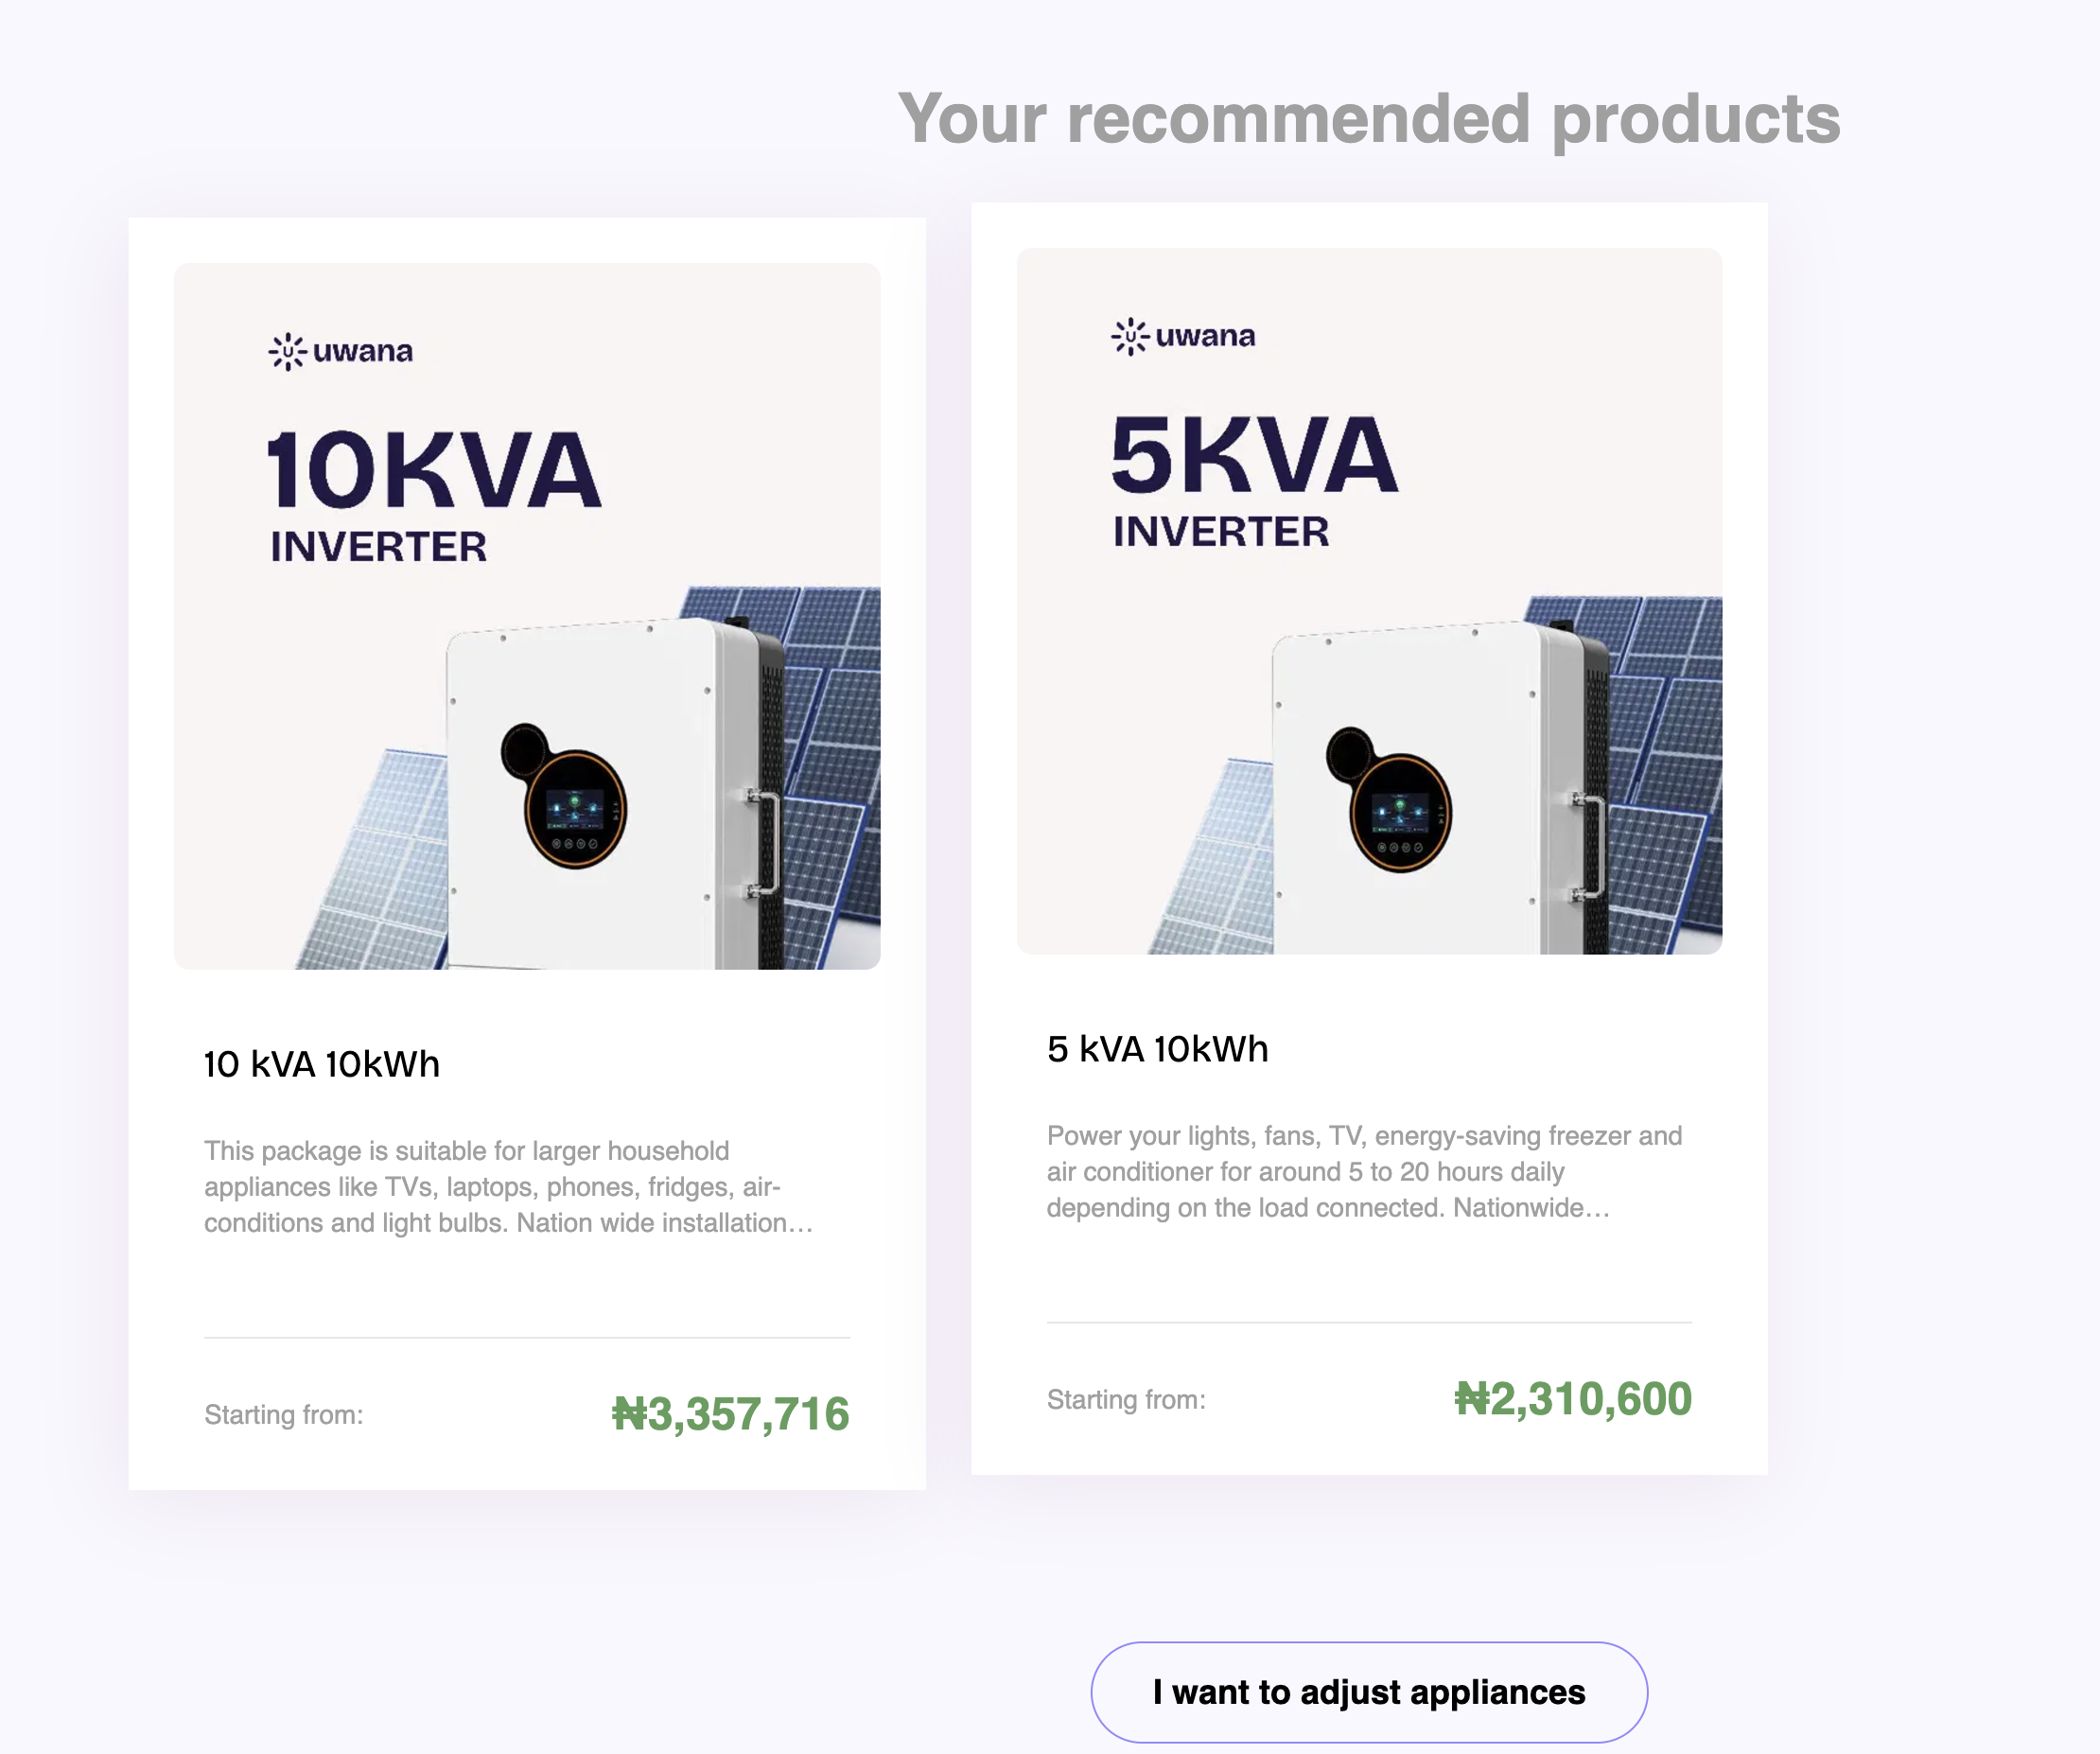 Your recommended products
uwana
10KVA
INVERTER
10 kVA 10kWh
This package is suitable for larger household
appliances like TVs, laptops, phones, fridges, air-
conditions and light bulbs. Nation wide installation…
Starting from:
₦3,357,716
uwana
5KVA
INVERTER
5 kVA 10kWh
Power your lights, fans, TV, energy-saving freezer and
air conditioner for around 5 to 20 hours daily
depending on the load connected. Nationwide…
Starting from:
₦2,310,600
I want to adjust appliances